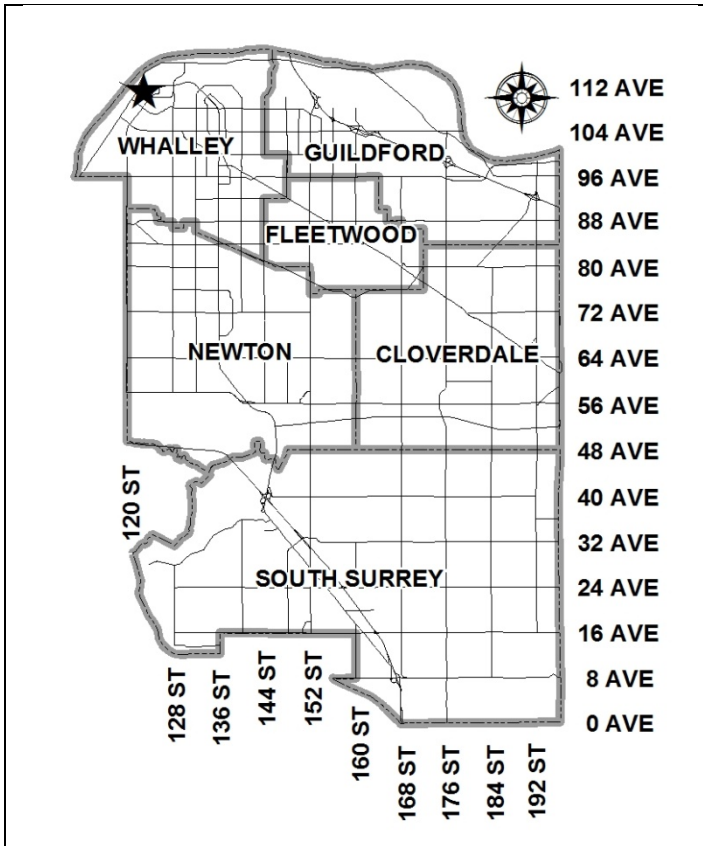 112 AVE
104 AVE
WHALLEY
GUILDFORD
96 AVE
88 AVE
FLEETWOOD
80 AVE
72 AVE
NEWTON
CLOVERDALE
64 AVE
56 AVE
48 AVE
120 ST
40 AVE
32 AVE
SOUTH SURREY
24 AVE
16 AVE
8 AVE
0 AVE
128 ST
136 ST
144 ST
152 ST
160 ST
168 ST
176 ST
184 ST
192 ST